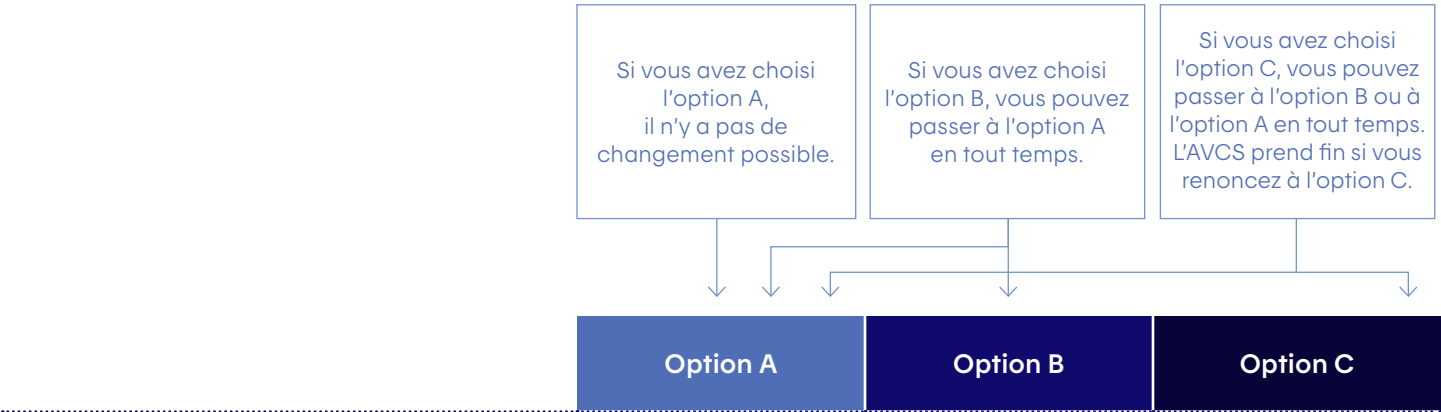 Si vous avez choisi
l'option A,
il n'y a pas de
changement possible.
Si vous avez choisi
l'option B, vous pouvez
passer à l'option A
en tout temps.
Si vous avez choisi
l'option C, vous pouvez
passer à l'option B ou à
l'option A en tout temps.
L'AVCS prend fin si vous
renoncez à l'option C.
Option A
Option B
Option C